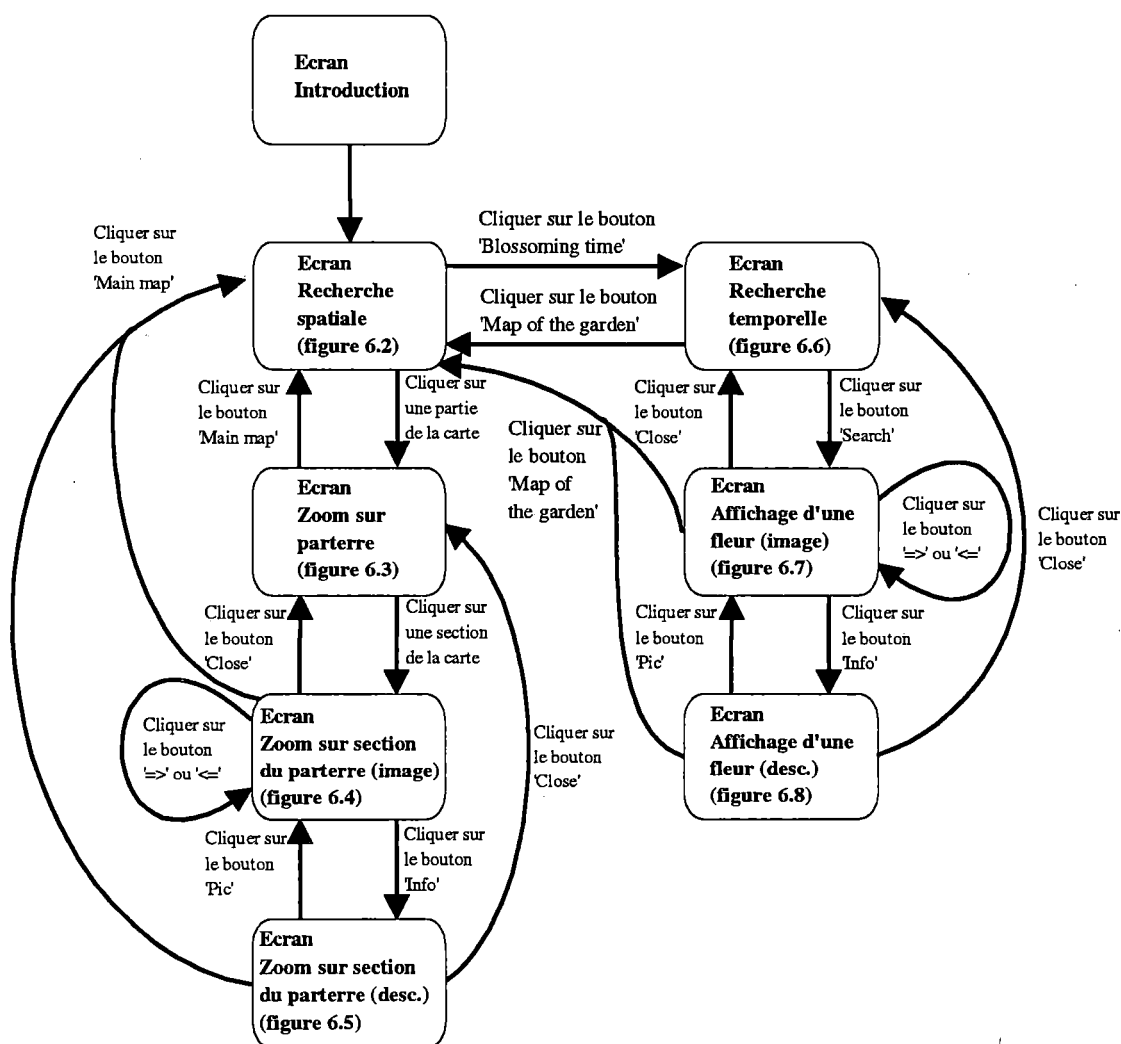 Ecran
Introduction
Cliquer sur
le bouton
'Main map'
Cliquer sur le bouton
'Blossoming time'
Ecran
Recherche
spatiale
(figure 6.2)
Cliquer sur le bouton
'Map of the garden'
Ecran
Recherche
temporelle
(figure 6.6)
Cliquer sur
le bouton
'Main map'
Cliquer sur
une partie
de la carte
Cliquer sur
le bouton
'Map of
the garden'
Cliquer sur
le bouton
'Close'
Cliquer sur
le bouton
'Search'
Ecran
Zoom sur
parterre
(figure 6.3)
Ecran
Affichage d'une
fleur (image)
(figure 6.7)
Cliquer sur
le bouton
'=>' ou '<='
Cliquer sur
le bouton
'Close'
Cliquer sur
le bouton
'Close'
Cliquer sur
une section
de la carte
Cliquer sur
le bouton
'Pic'
Cliquer sur
le bouton
'Info'
Cliquer sur
le bouton
'=>' ou '<='
Ecran
Zoom sur section
du parterre (image)
(figure 6.4)
Cliquer sur
le bouton
'Close'
Ecran
Affichage d'une
fleur (desc.)
(figure 6.8)
Cliquer sur
le bouton
'Pic'
Cliquer sur
le bouton
'Info'
Ecran
Zoom sur section
du parterre (desc.)
(figure 6.5)